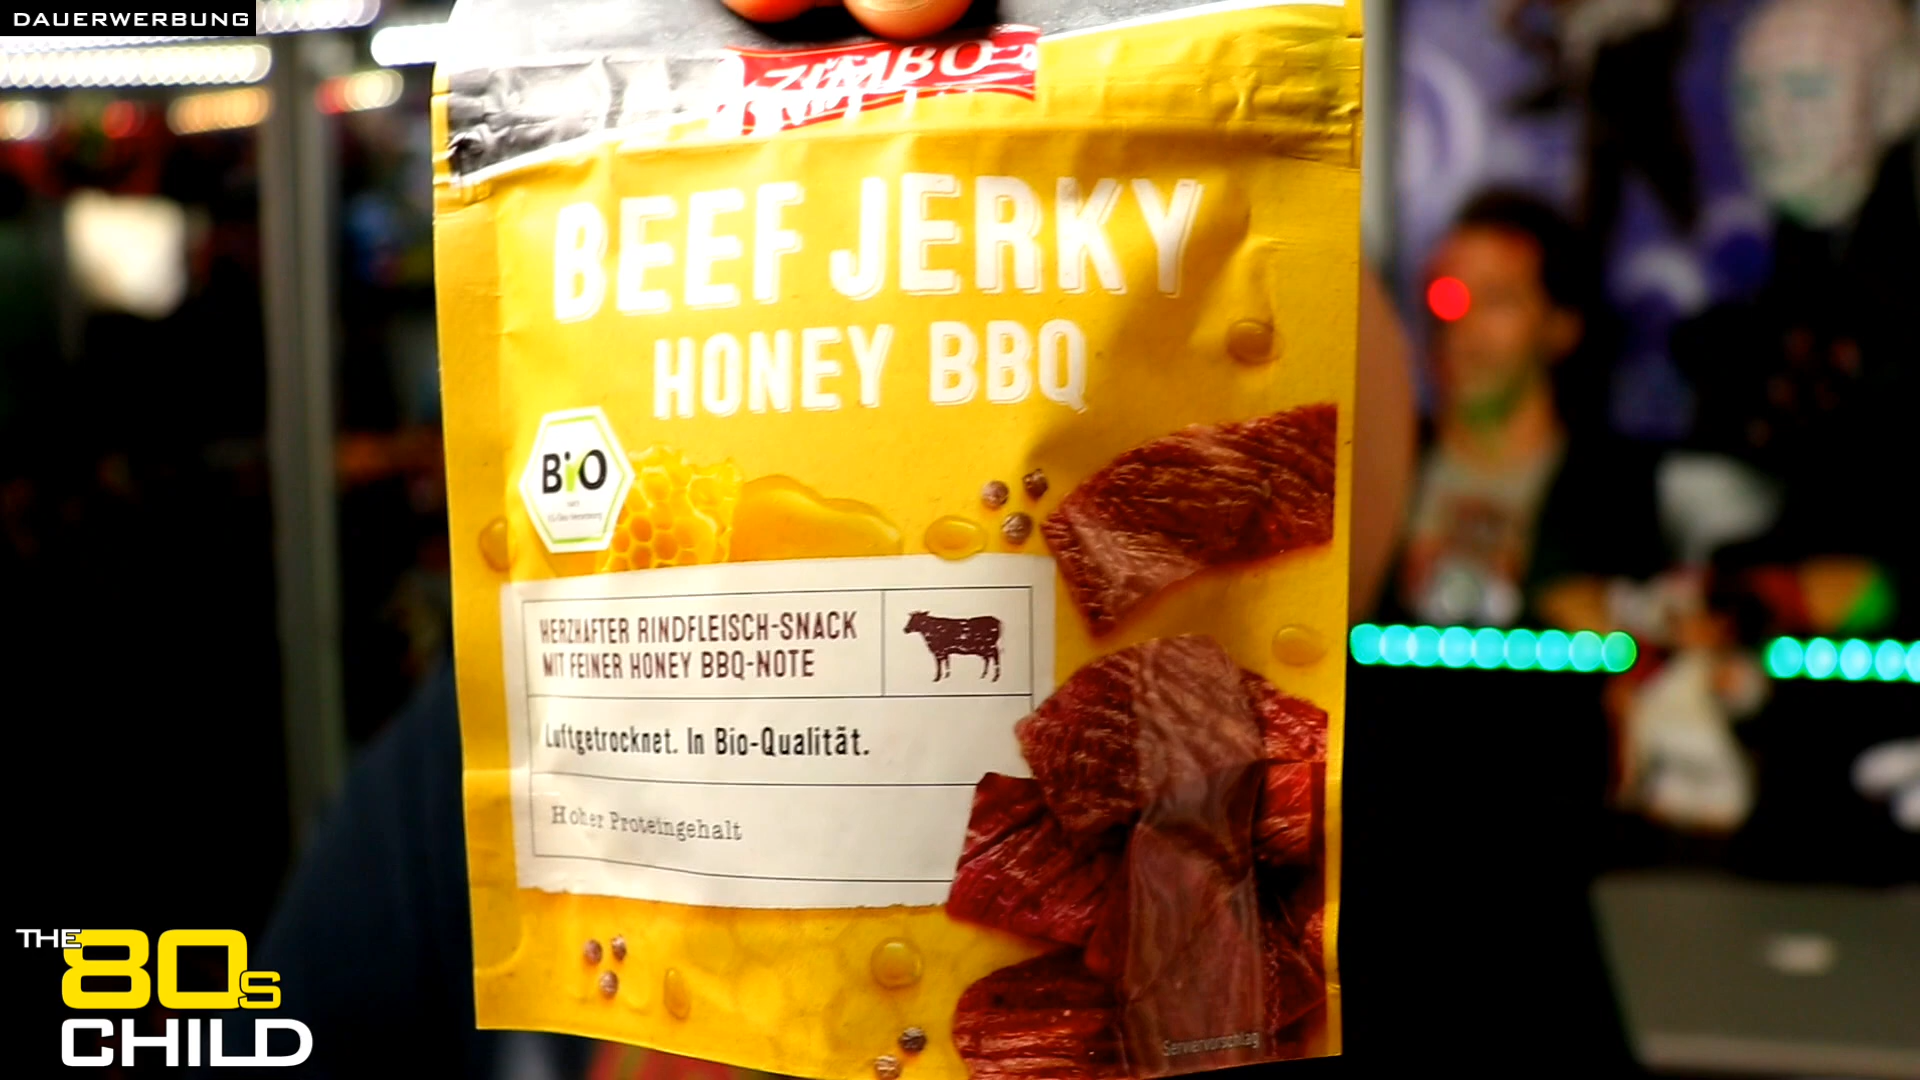 DAUERWERBUNG
ZIMBO
BEEF JERKY
HONEY BBQ
BiO
HERZHAFTER RINDFLEISCH-SNACK
MIT FEINER HONEY BBQ-NOTE
Luftgetrocknet. In Bio-Qualität.
Hoher Proteingehalt
Serviervorschlag
THE
80s
CHILD